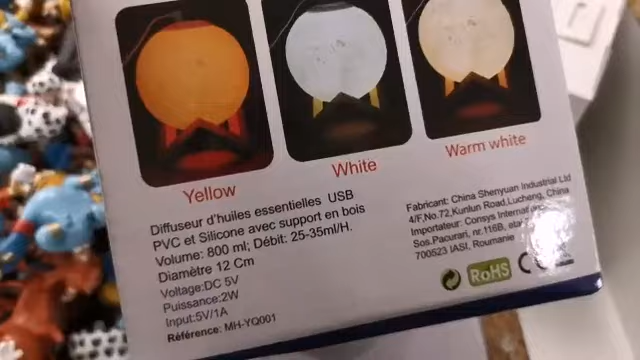 Yellow
White
Warm white
Diffuseur d'huiles essentielles USB
PVC et Silicone avec support en bois
Volume: 800 ml; Débit: 25-35ml/H.
Diamètre 12 Cm
Voltage:DC 5V
Puissance:2W
Input:5V/1A
Référence: MH-YQ001
Fabricant: China Shenyuan Industrial Ltd
4/F,No.72,Kunlun Road,Lucheng, China
Importateur: Consys
Sos.Pacurari, nr.116B,
700523 IASI, Roumanie
RoHS